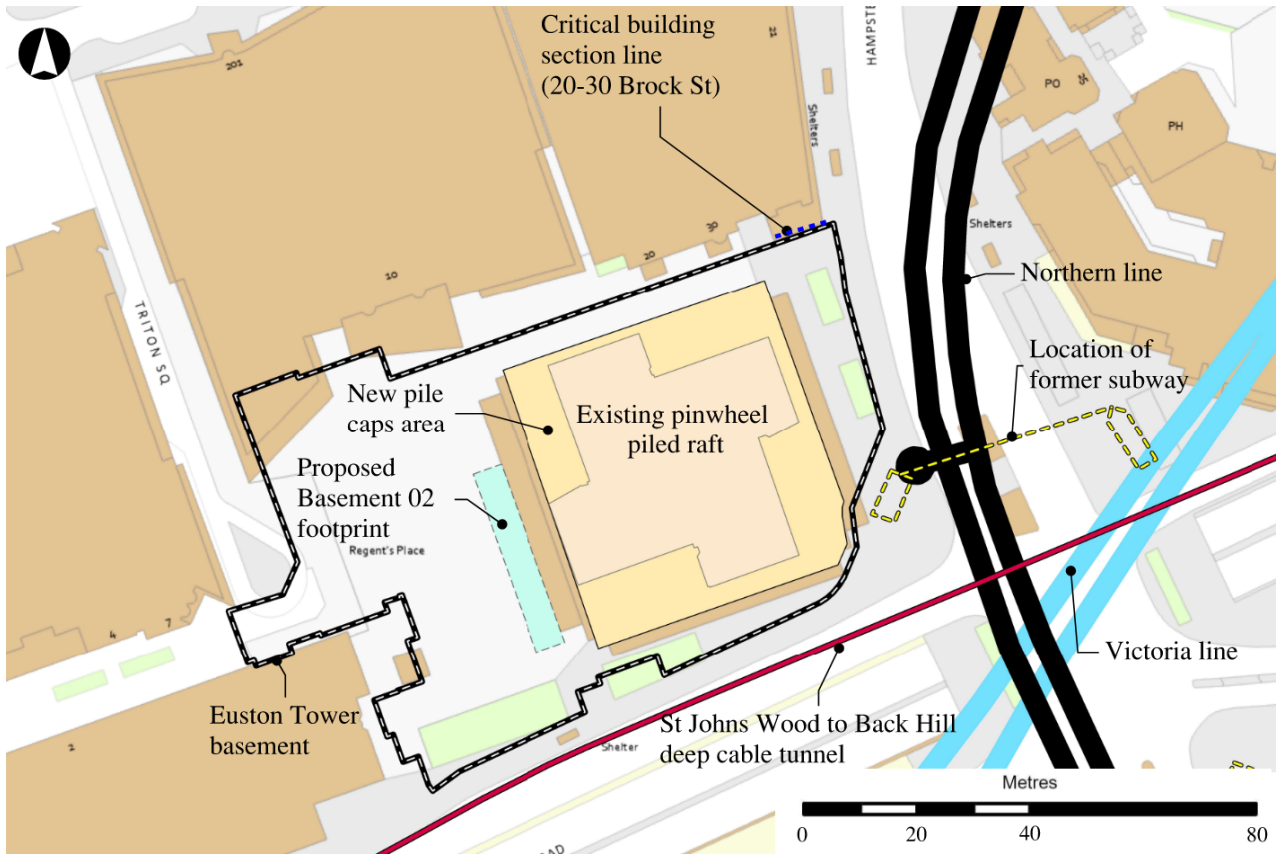 Critical building
section line
(20-30 Brock St)
21
HAMPSTE
201
Shelters
PO
25
PH
Shelters
Northern line
30
20
10
TRITON SQ
Location of
former subway
New pile
caps area
Existing pinwheel
piled raft
Proposed
Basement 02
footprint
Regent's Place
4
7
Victoria line
Euston Tower
basement
2
Shelter
St Johns Wood to Back Hill
deep cable tunnel
AD
Metres
0
20
40
80